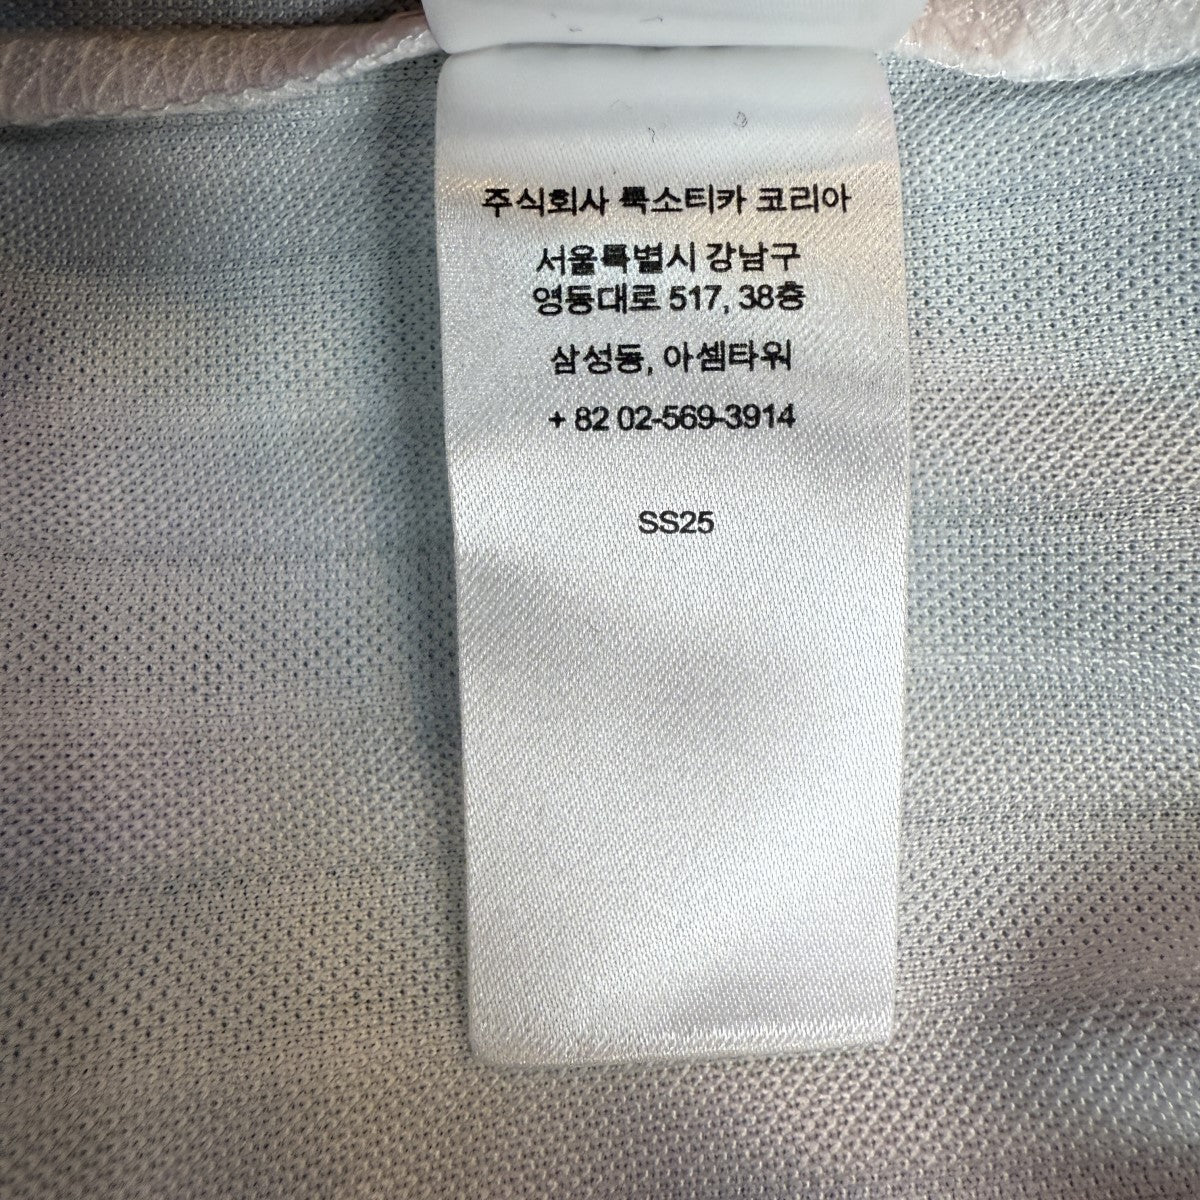 주식회사 룩소티카 코리아
서울특별시 강남구
영동대로 517, 38층
삼성동, 아셈타워
+ 82 02-569-3914
SS25